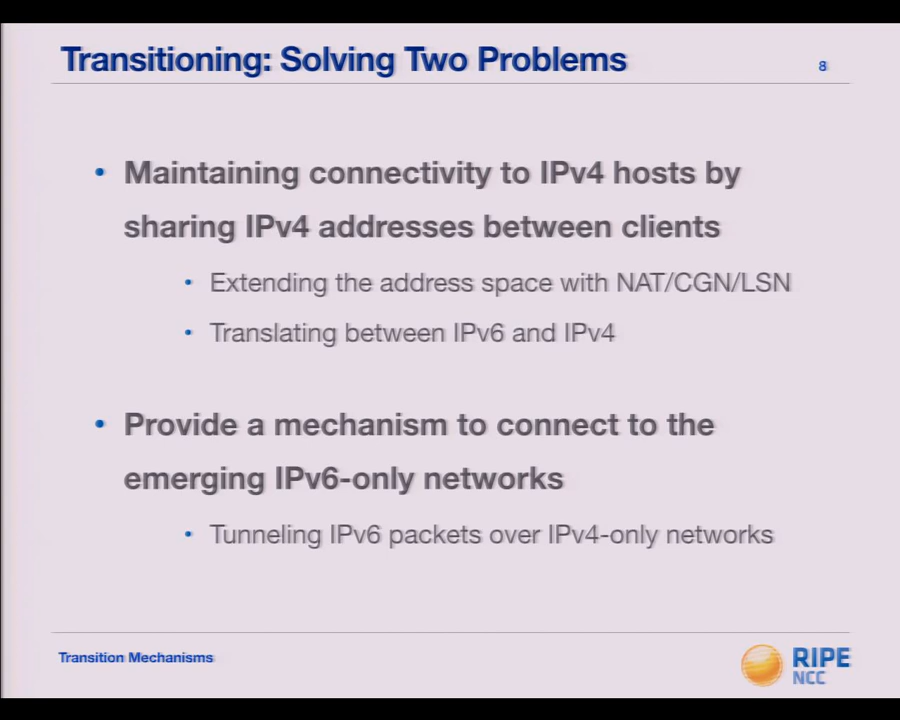 Transitioning: Solving Two Problems
8
• Maintaining connectivity to IPv4 hosts by
sharing IPv4 addresses between clients
• Extending the address space with NAT/CGN/LSN
• Translating between IPv6 and IPv4
• Provide a mechanism to connect to the
emerging IPv6-only networks
• Tunneling IPv6 packets over IPv4-only networks
Transition Mechanisms
RIPE
NCC